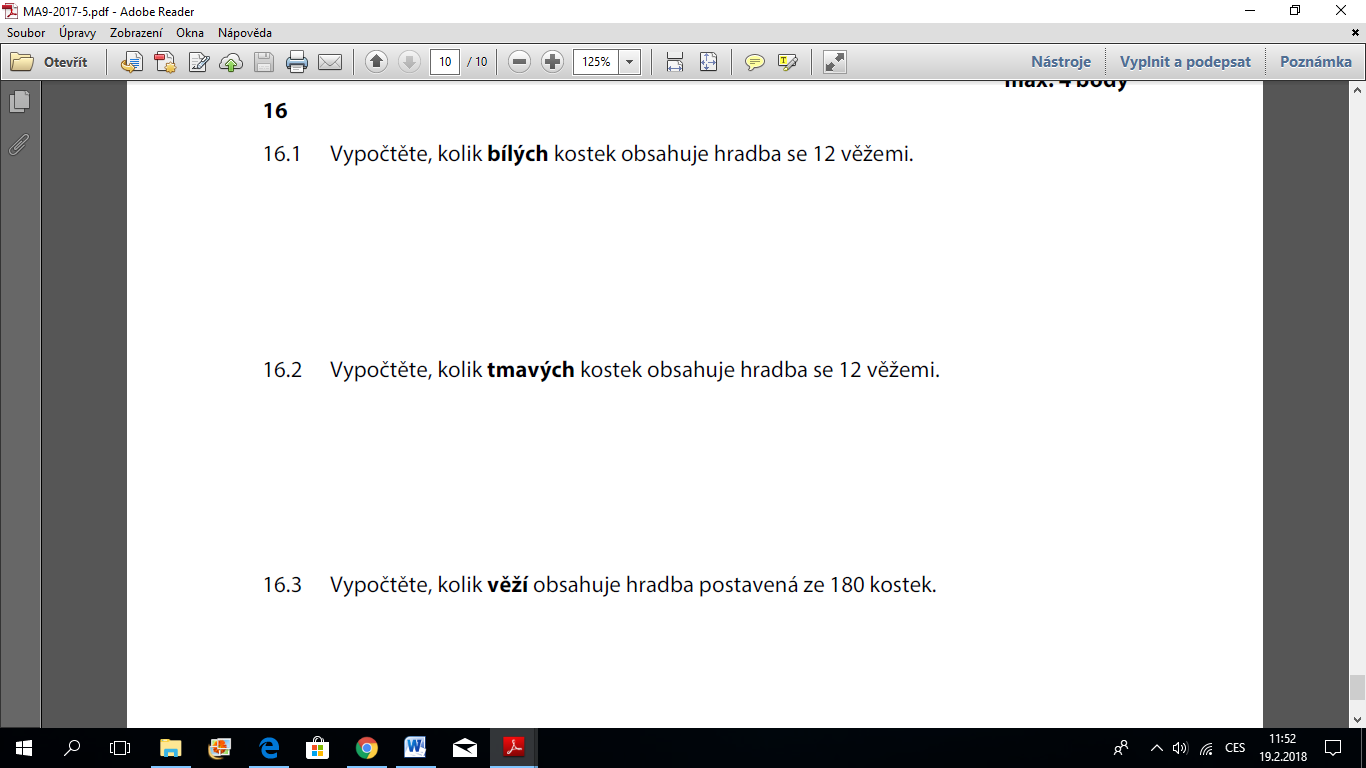 MA9-2017-5.pdf - Adobe Reader
Soubor Úpravy Zobrazení Okna Nápověda
Otevřít 10 / 10 125% Nástroje Vyplnit a podepsat Poznámka
max. 4 body
16
16.1 Vypočtěte, kolik bílých kostek obsahuje hradba se 12 věžemi.
16.2 Vypočtěte, kolik tmavých kostek obsahuje hradba se 12 věžemi.
16.3 Vypočtěte, kolik věží obsahuje hradba postavená ze 180 kostek.
CES
11:52
19.2.2018